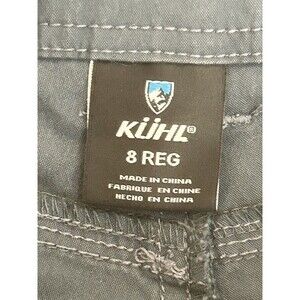 KÜHL®
8 REG
MADE IN CHINA
FABRIQUE EN CHINE
HECHO EN CHINA